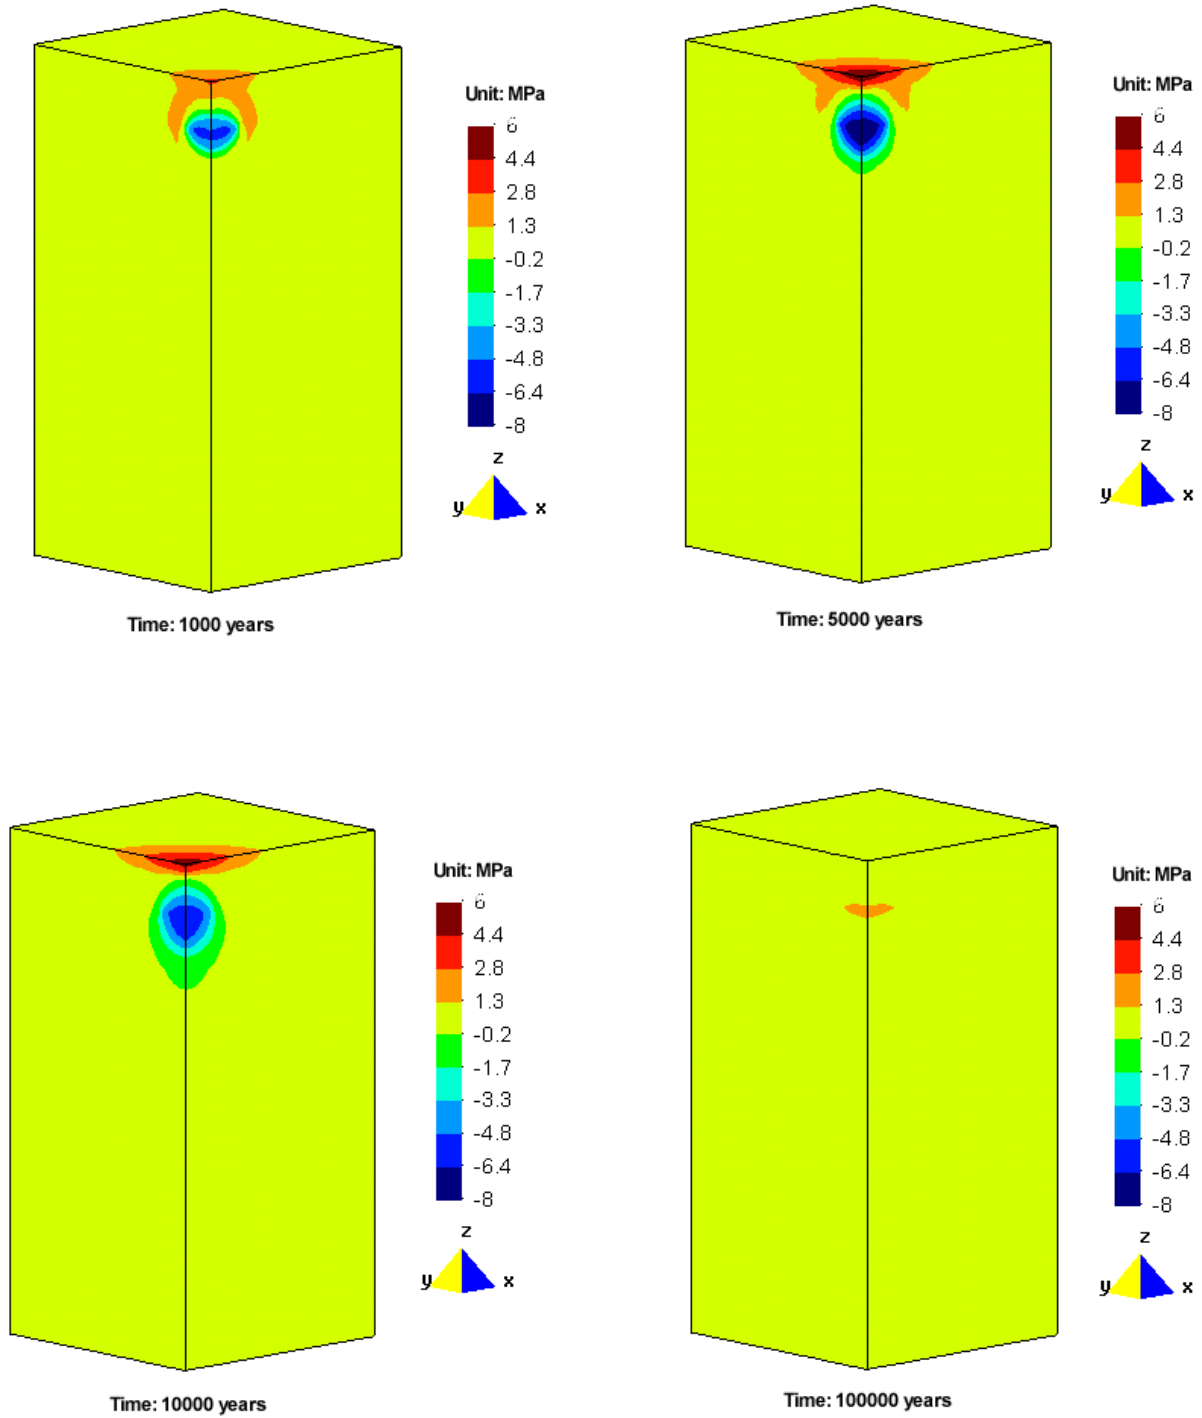 Unit: MPa
6
4.4
2.8
1.3
-0.2
-1.7
-3.3
-4.8
-6.4
-8
z
y
x
Time: 1000 years
Unit: MPa
6
4.4
2.8
1.3
-0.2
-1.7
-3.3
-4.8
-6.4
-8
z
y
x
Time: 5000 years
Unit: MPa
6
4.4
2.8
1.3
-0.2
-1.7
-3.3
-4.8
-6.4
-8
z
y
x
Time: 10000 years
Unit: MPa
6
4.4
2.8
1.3
-0.2
-1.7
-3.3
-4.8
-6.4
-8
z
y
x
Time: 100000 years